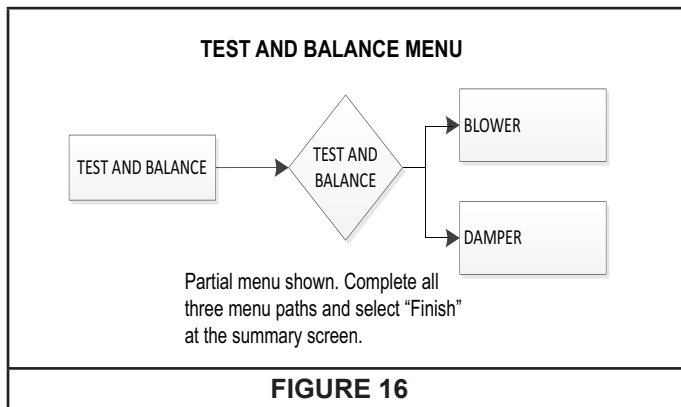 TEST AND BALANCE MENU
TEST AND BALANCE
TEST AND
BALANCE
BLOWER
DAMPER
Partial menu shown. Complete all
three menu paths and select “Finish”
at the summary screen.
FIGURE 16